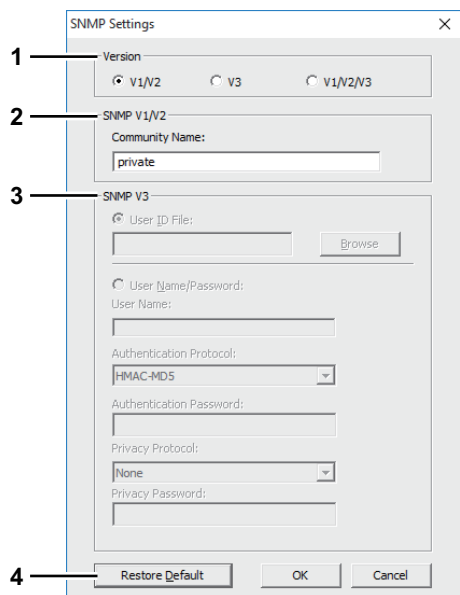 SNMP Settings
1
Version
V1/V2 V3 V1/V2/V3
2
SNMP V1/V2
Community Name:
private
3
SNMP V3
User ID File:
Browse
User Name/Password:
User Name:
Authentication Protocol:
HMAC-MD5
Authentication Password:
Privacy Protocol:
None
Privacy Password:
4
Restore Default OK Cancel